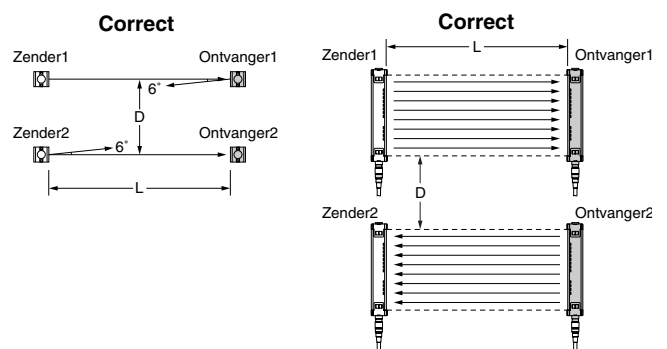 Correct
Zender1 Ontvanger1
6°
D
Zender2 Ontvanger2
6°
L
Correct
Zender1 L Ontvanger1
D
Zender2 Ontvanger2